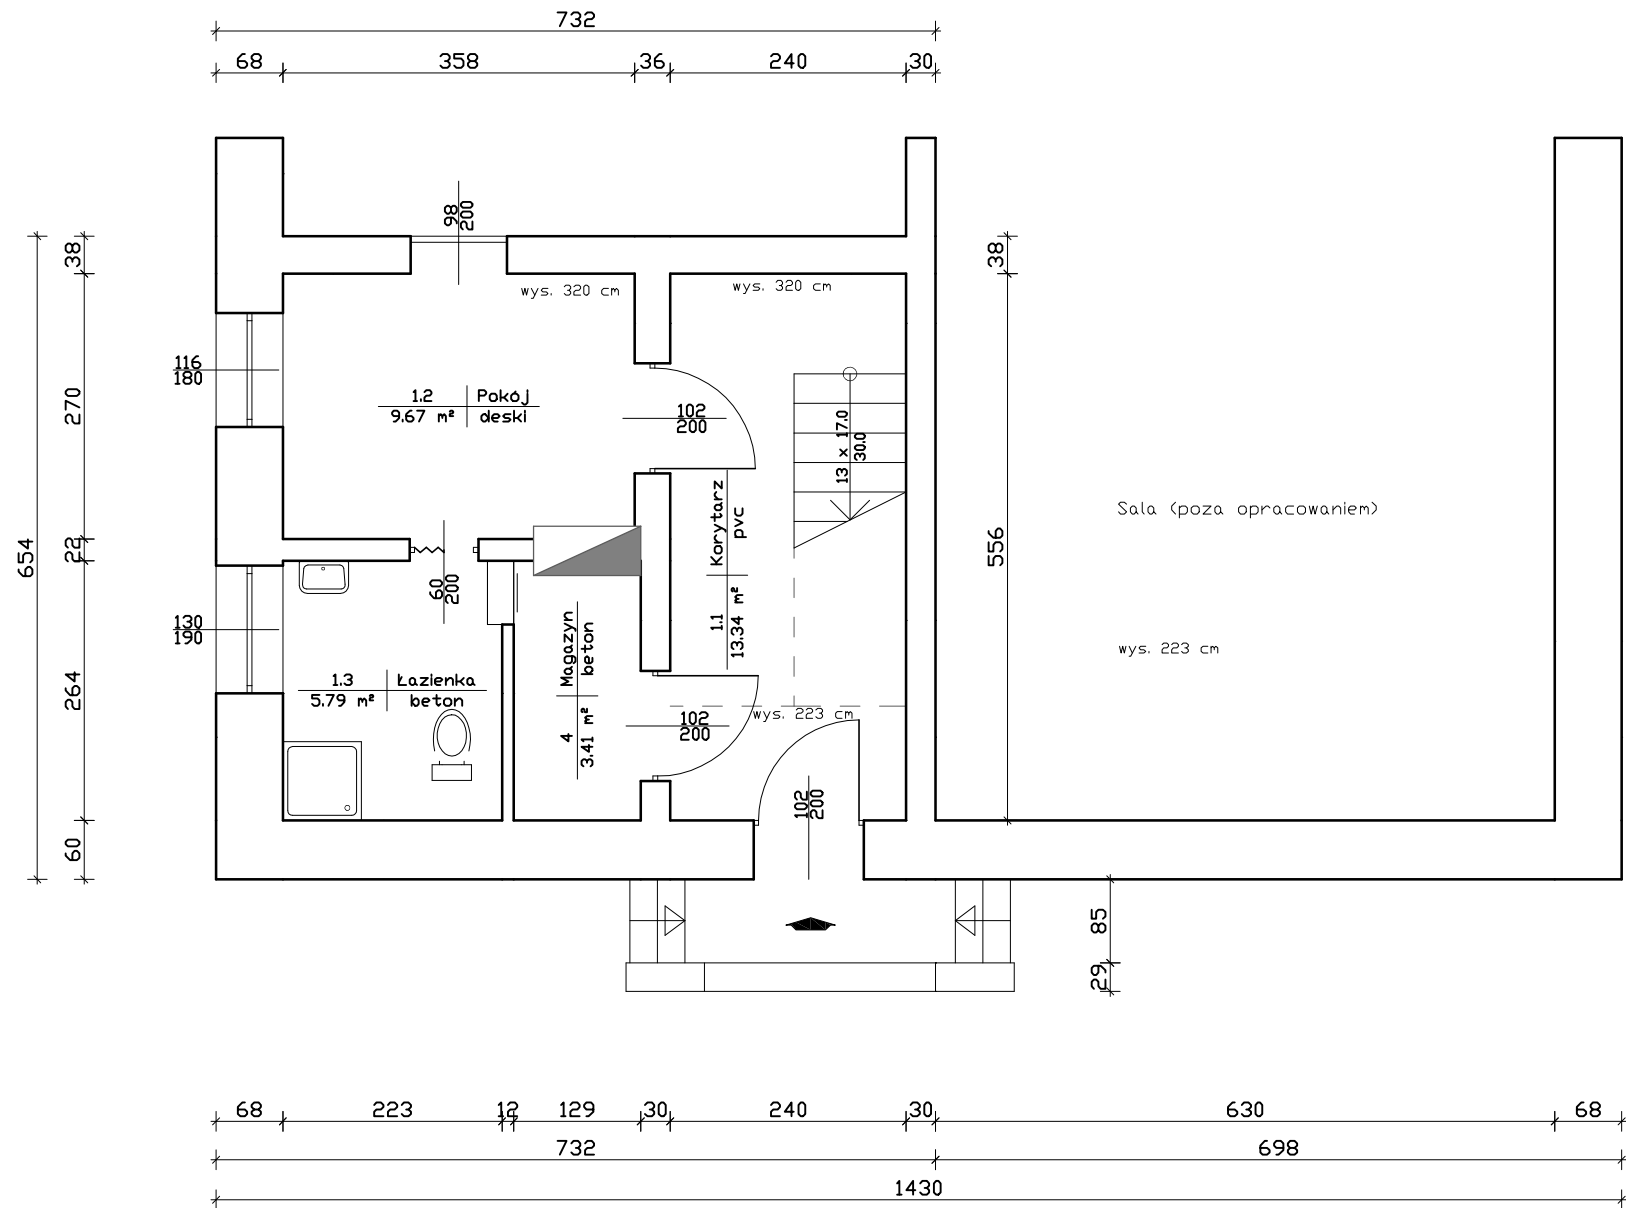 732
68 358 36 240 30
98
200
38
38
wys. 320 cm
wys. 320 cm
116
180
270
1.2 Pokój
9.67 m² deski
102
200
13 x 17.0
30.0
Korytarz
pvc
1.1
13.34 m²
Sala (poza opracowaniem)
654
22
556
60
200
130
190
Magazyn
beton
4
3.41 m²
wys. 223 cm
264
1.3 Łazienka
5.79 m² beton
102
200
wys. 223 cm
102
200
60
85
29
68 223 12 129 30 240 30 630 68
732 698
1430